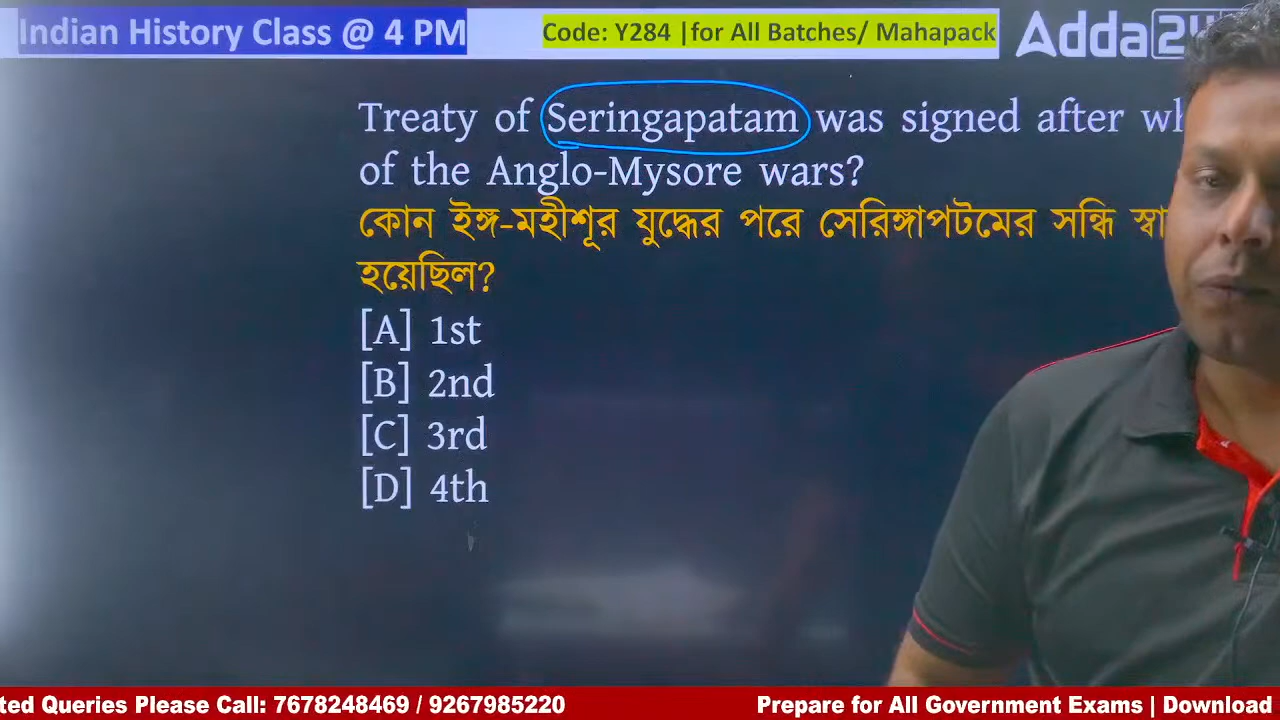 Indian History Class @ 4 PM
Code: Y284 |for All Batches/ Mahapack
Adda24
Treaty of Seringapatam was signed after
of the Anglo-Mysore wars?
কোন ইঙ্গ-মহীশূর যুদ্ধের পরে সেরিঙ্গাপটমের সন্ধি
হয়েছিল?
[A] 1st
[B] 2nd
[C] 3rd
[D] 4th
Queries Please Call: 7678248469 / 9267985220
Prepare for All Government Exams | Download